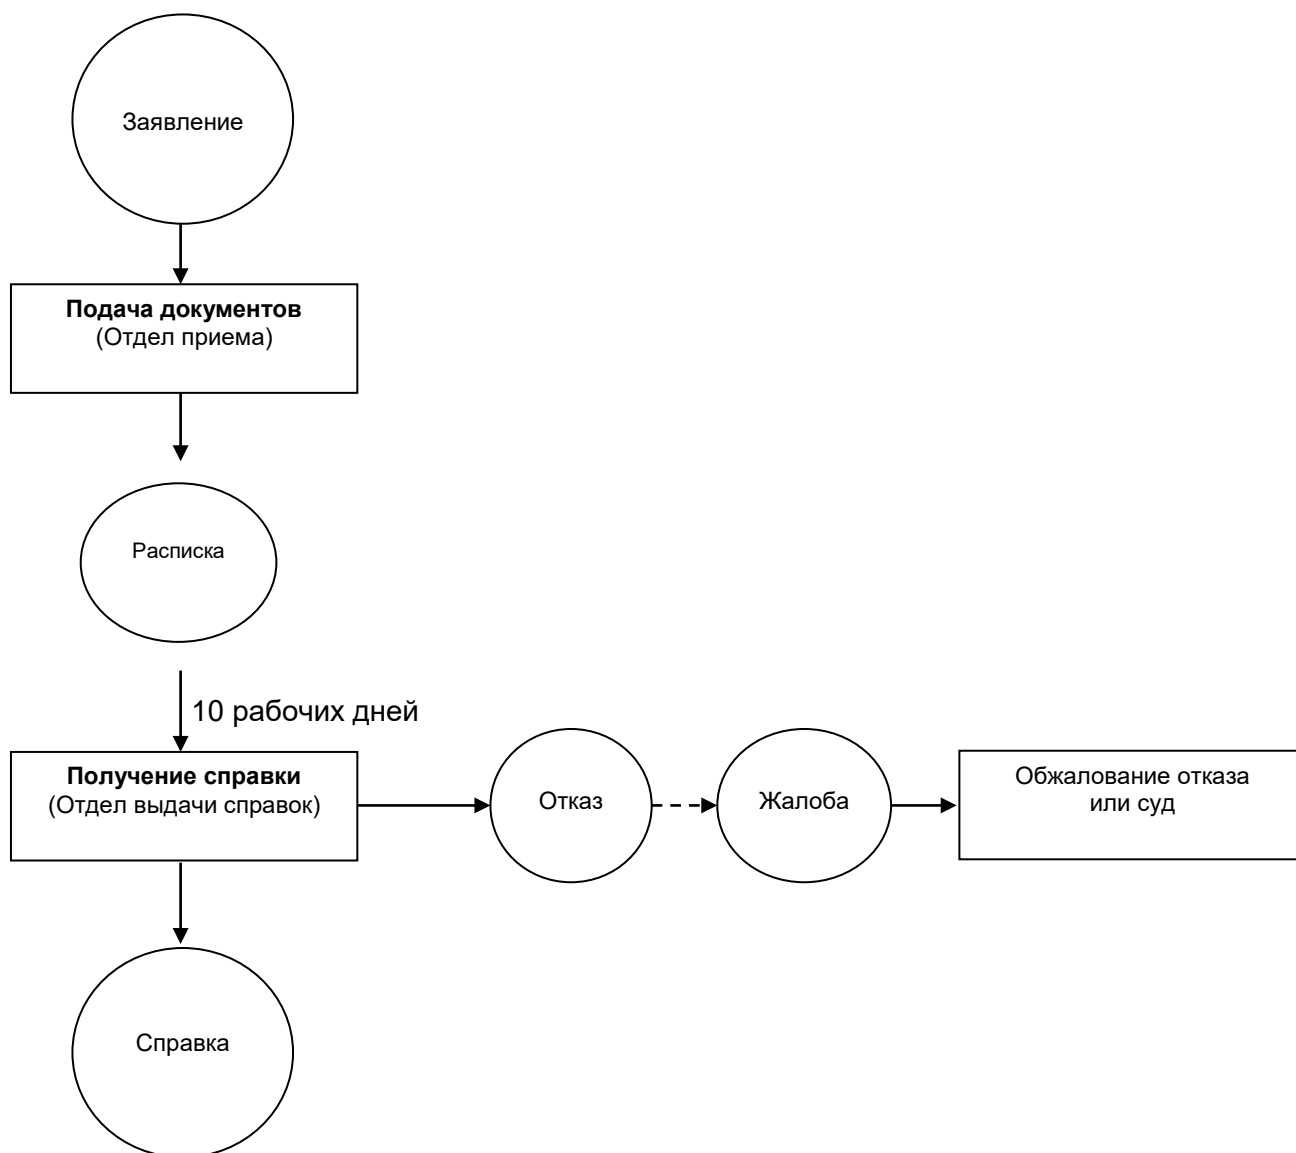 Заявление
Подача документов
(Отдел приема)
Расписка
10 рабочих дней
Получение справки
(Отдел выдачи справок)
Отказ
Жалоба
Обжалование отказа
или суд
Справка